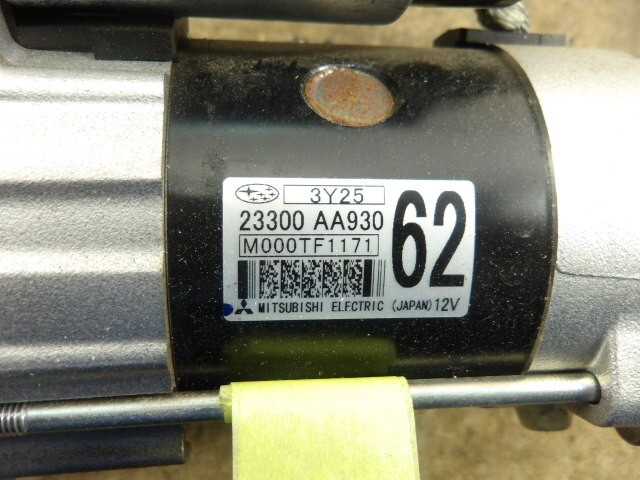 3Y25
23300 AA930
M000TF1171
62
MITSUBISHI ELECTRIC (JAPAN) 12V